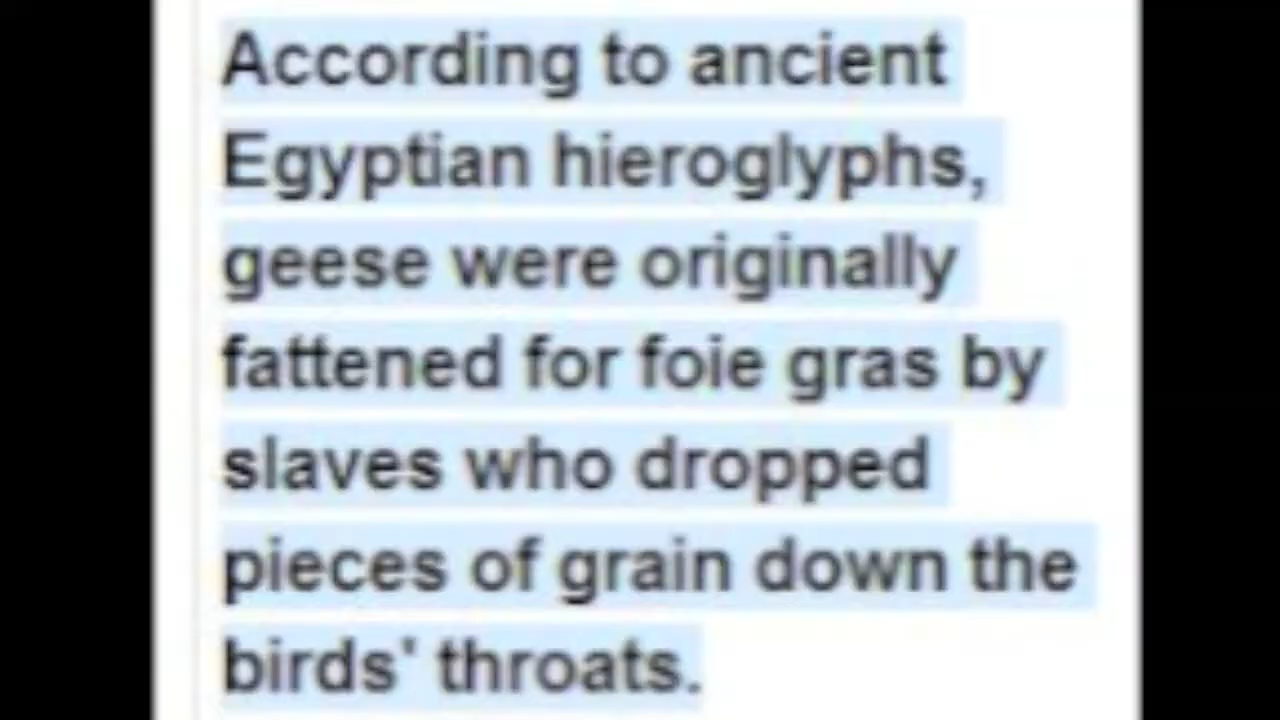 According to ancient
Egyptian hieroglyphs,
geese were originally
fattened for foie gras by
slaves who dropped
pieces of grain down the
birds' throats.